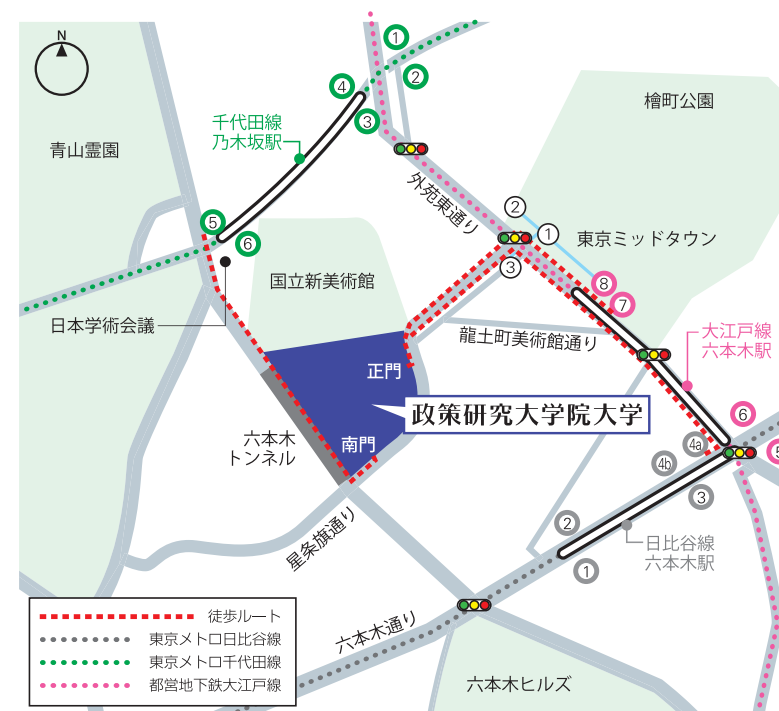 N
①
②
④
③
檜町公園
青山霊園
千代田線
乃木坂駅
外苑東通り
⑤
⑥
②
①
③
東京ミッドタウン
国立新美術館
⑧
⑦
日本学術会議
龍土町美術館通り
大江戸線
六本木駅
正門
政策研究大学院大学
⑥
六本木
トンネル
南門
4a
4b
⑤
③
②
①
星条旗通り
日比谷線
六本木駅
六本木通り
六本木ヒルズ
徒歩ルート
東京メトロ日比谷線
東京メトロ千代田線
都営地下鉄大江戸線